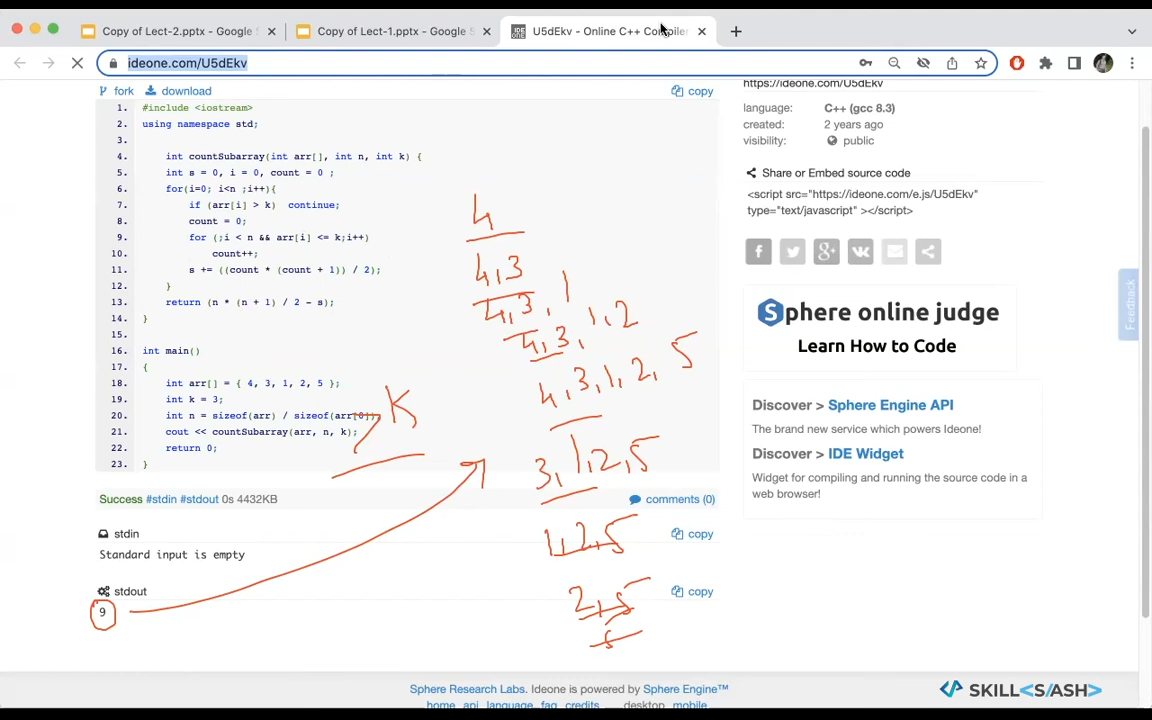 Copy of Lect-2.pptx - Google S
Copy of Lect-1.pptx - Google S
U5dEkv - Online C++ Compiler
ideone.com/U5dEkv
fork
download
copy
1. #include <iostream>
2. using namespace std;
3.
4. int countSubarray(int arr[], int n, int k) {
5. int s = 0, i = 0, count = 0 ;
6. for(i=0; i<n ;i++){
7. if (arr[i] > k) continue;
8. count = 0;
9. for (;i < n && arr[i] <= k;i++)
10. count++;
11. s += ((count * (count + 1)) / 2);
12. }
13. return (n * (n + 1) / 2 - s);
14. }
15.
16. int main()
17. {
18. int arr[] = { 4, 3, 1, 2, 5 };
19. int k = 3;
20. int n = sizeof(arr) / sizeof(arr[0]);
21. cout << countSubarray(arr, n, k);
22. return 0;
23. }
4
4,3
4,3,1
4,3,1,2
4,3,1,2,5
3,1,2,5
1,2,5
2,5
5
K
Success #stdin #stdout 0s 4432KB
comments (0)
stdin
copy
Standard input is empty
stdout
copy
9
https://ideone.com/U5dEkv
language: C++ (gcc 8.3)
created: 2 years ago
visibility: public
Share or Embed source code
<script src="https://ideone.com/e.js/U5dEkv"
type="text/javascript" ></script>
Sphere online judge
Learn How to Code
Discover > Sphere Engine API
The brand new service which powers Ideone!
Discover > IDE Widget
Widget for compiling and running the source code in a
web browser!
Feedback
Sphere Research Labs. Ideone is powered by Sphere Engine™
home api language faq credits desktop mobile
SKILL<S/ASH>